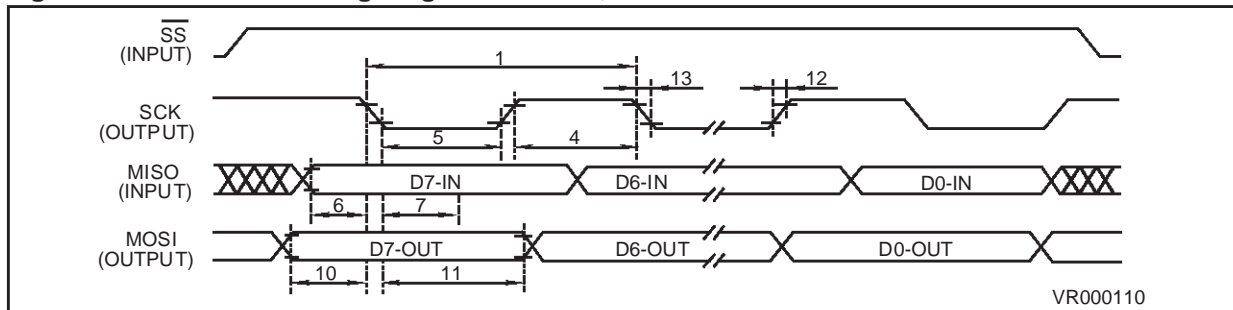 SS
(INPUT)
1
13
12
SCK
(OUTPUT)
5
4
MISO
(INPUT)
D7-IN
D6-IN
D0-IN
6
7
MOSI
(OUTPUT)
D7-OUT
D6-OUT
D0-OUT
10
11
VR000110